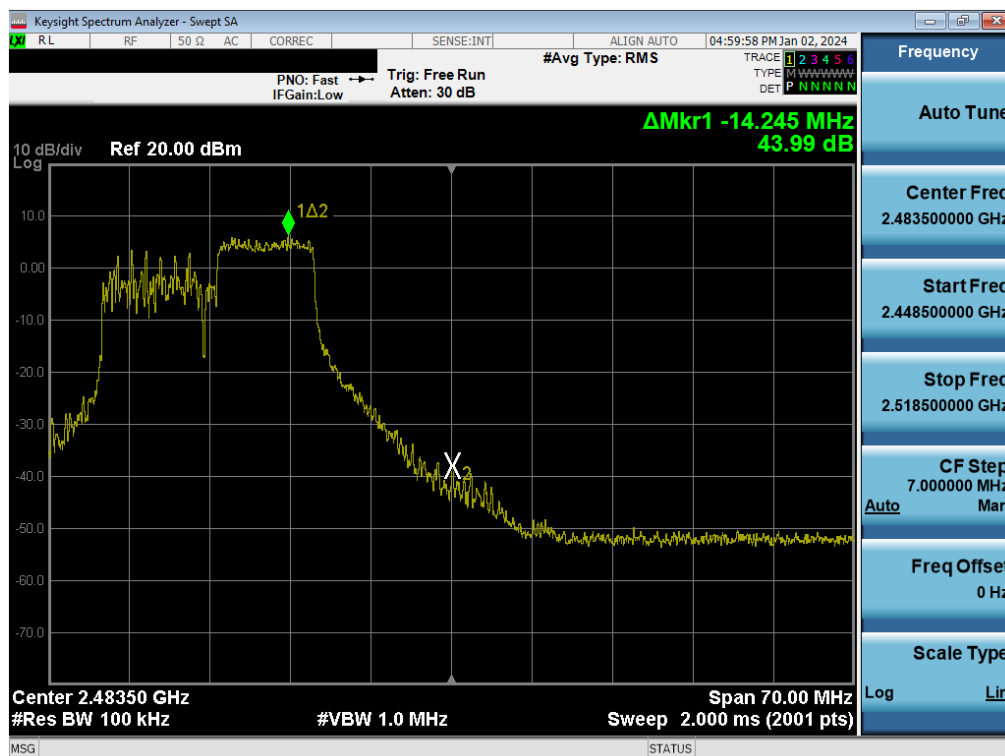 Keysight Spectrum Analyzer - Swept SA
LXI RL RF 50 Ω AC CORREC SENSE:INT ALIGN AUTO 04:59:58 PM Jan 02, 2024
#Avg Type: RMS
TRACE 1 2 3 4 5 6
PNO: Fast Trig: Free Run
TYPE M WWWWW
IFGain:Low Atten: 30 dB
DET P N N N N N
ΔMkr1 -14.245 MHz
43.99 dB
10 dB/div Ref 20.00 dBm
Log
10.0
1Δ2
0.00
-10.0
-20.0
-30.0
-40.0
X2
-50.0
-60.0
-70.0
Center 2.48350 GHz Span 70.00 MHz
#Res BW 100 kHz #VBW 1.0 MHz Sweep 2.000 ms (2001 pts)
MSG STATUS
Frequency
Auto Tune
Center Freq
2.483500000 GHz
Start Freq
2.448500000 GHz
Stop Freq
2.518500000 GHz
CF Step
7.000000 MHz
Auto Man
Freq Offset
0 Hz
Scale Type
Log Lin